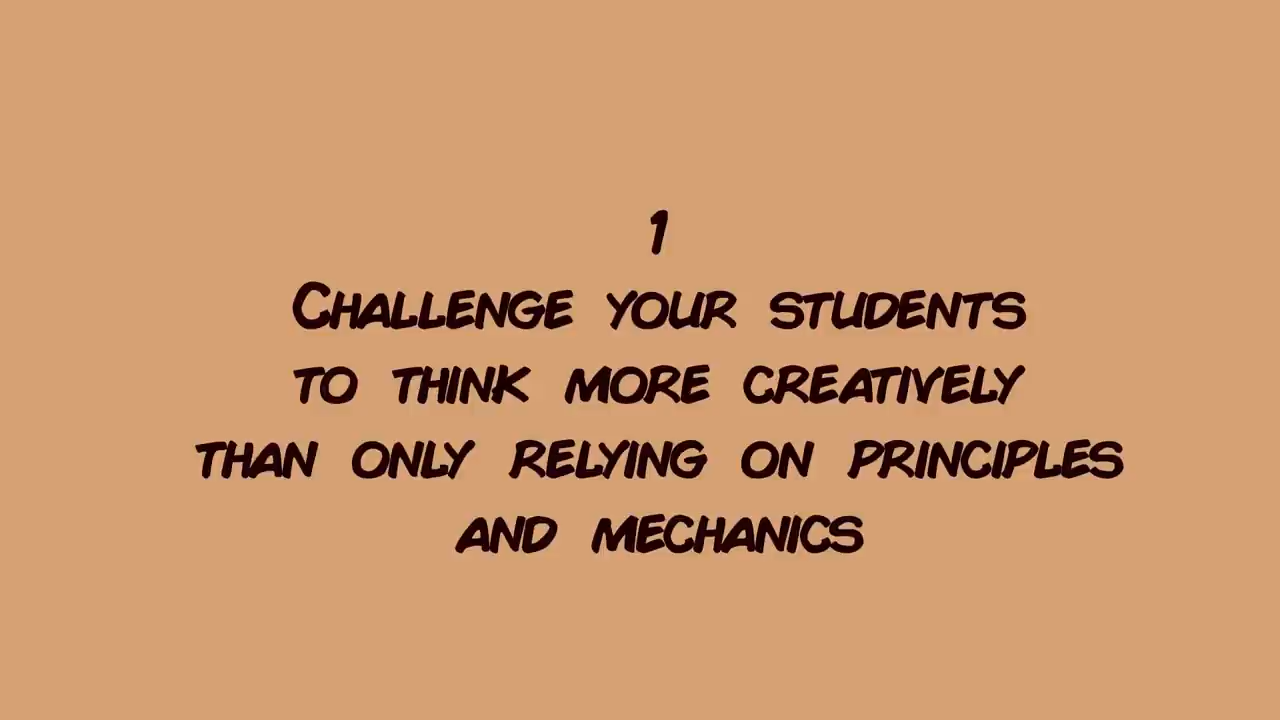 1
Challenge your students
to think more creatively
than only relying on principles
and mechanics